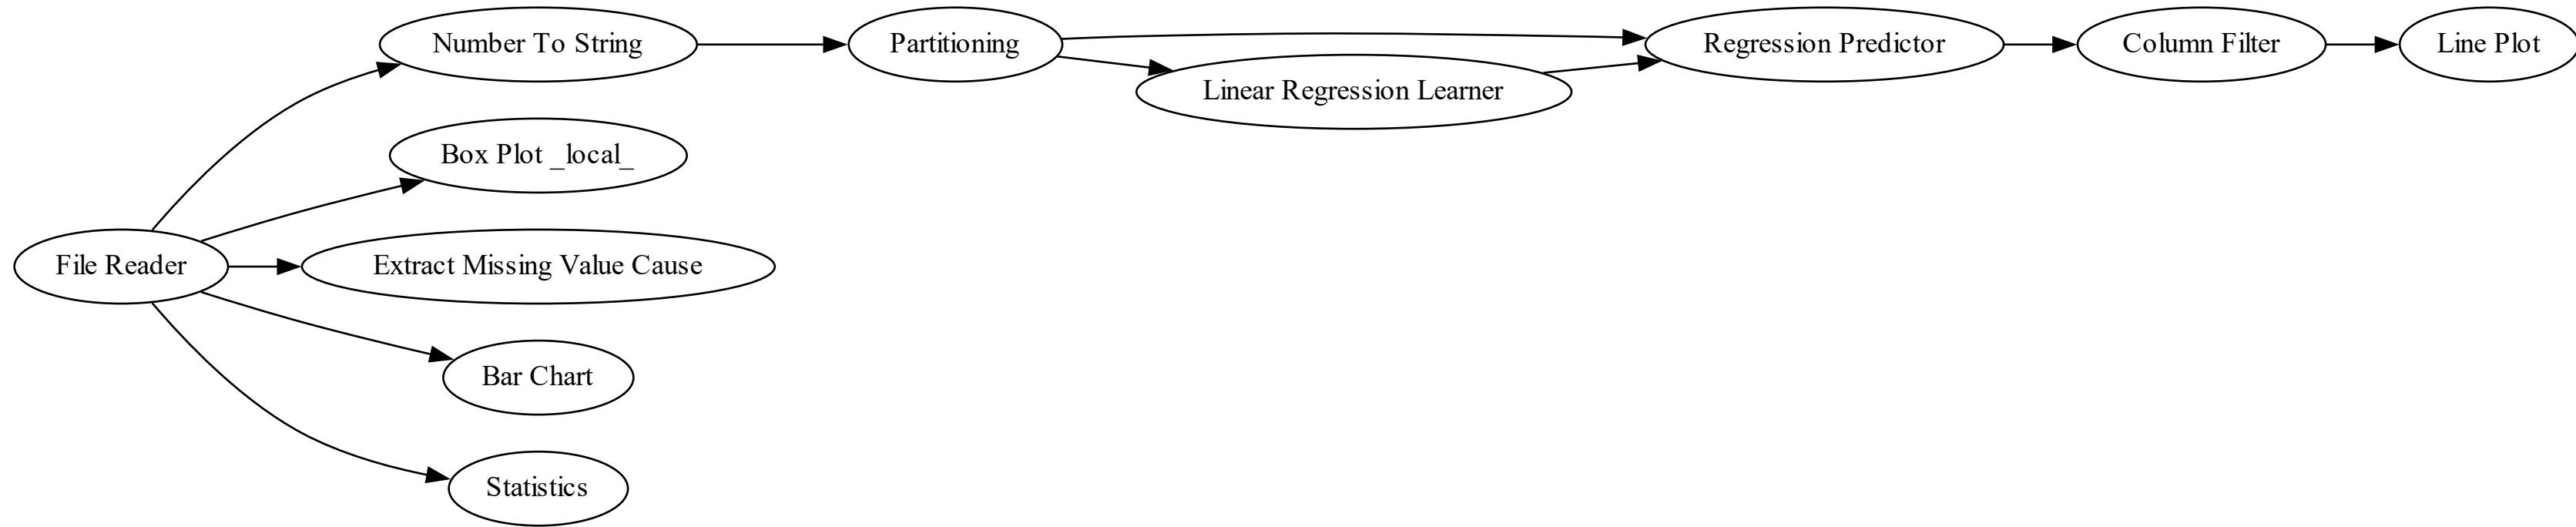 Number To String
Partitioning
Regression Predictor
Column Filter
Line Plot
Linear Regression Learner
Box Plot _local_
File Reader
Extract Missing Value Cause
Bar Chart
Statistics